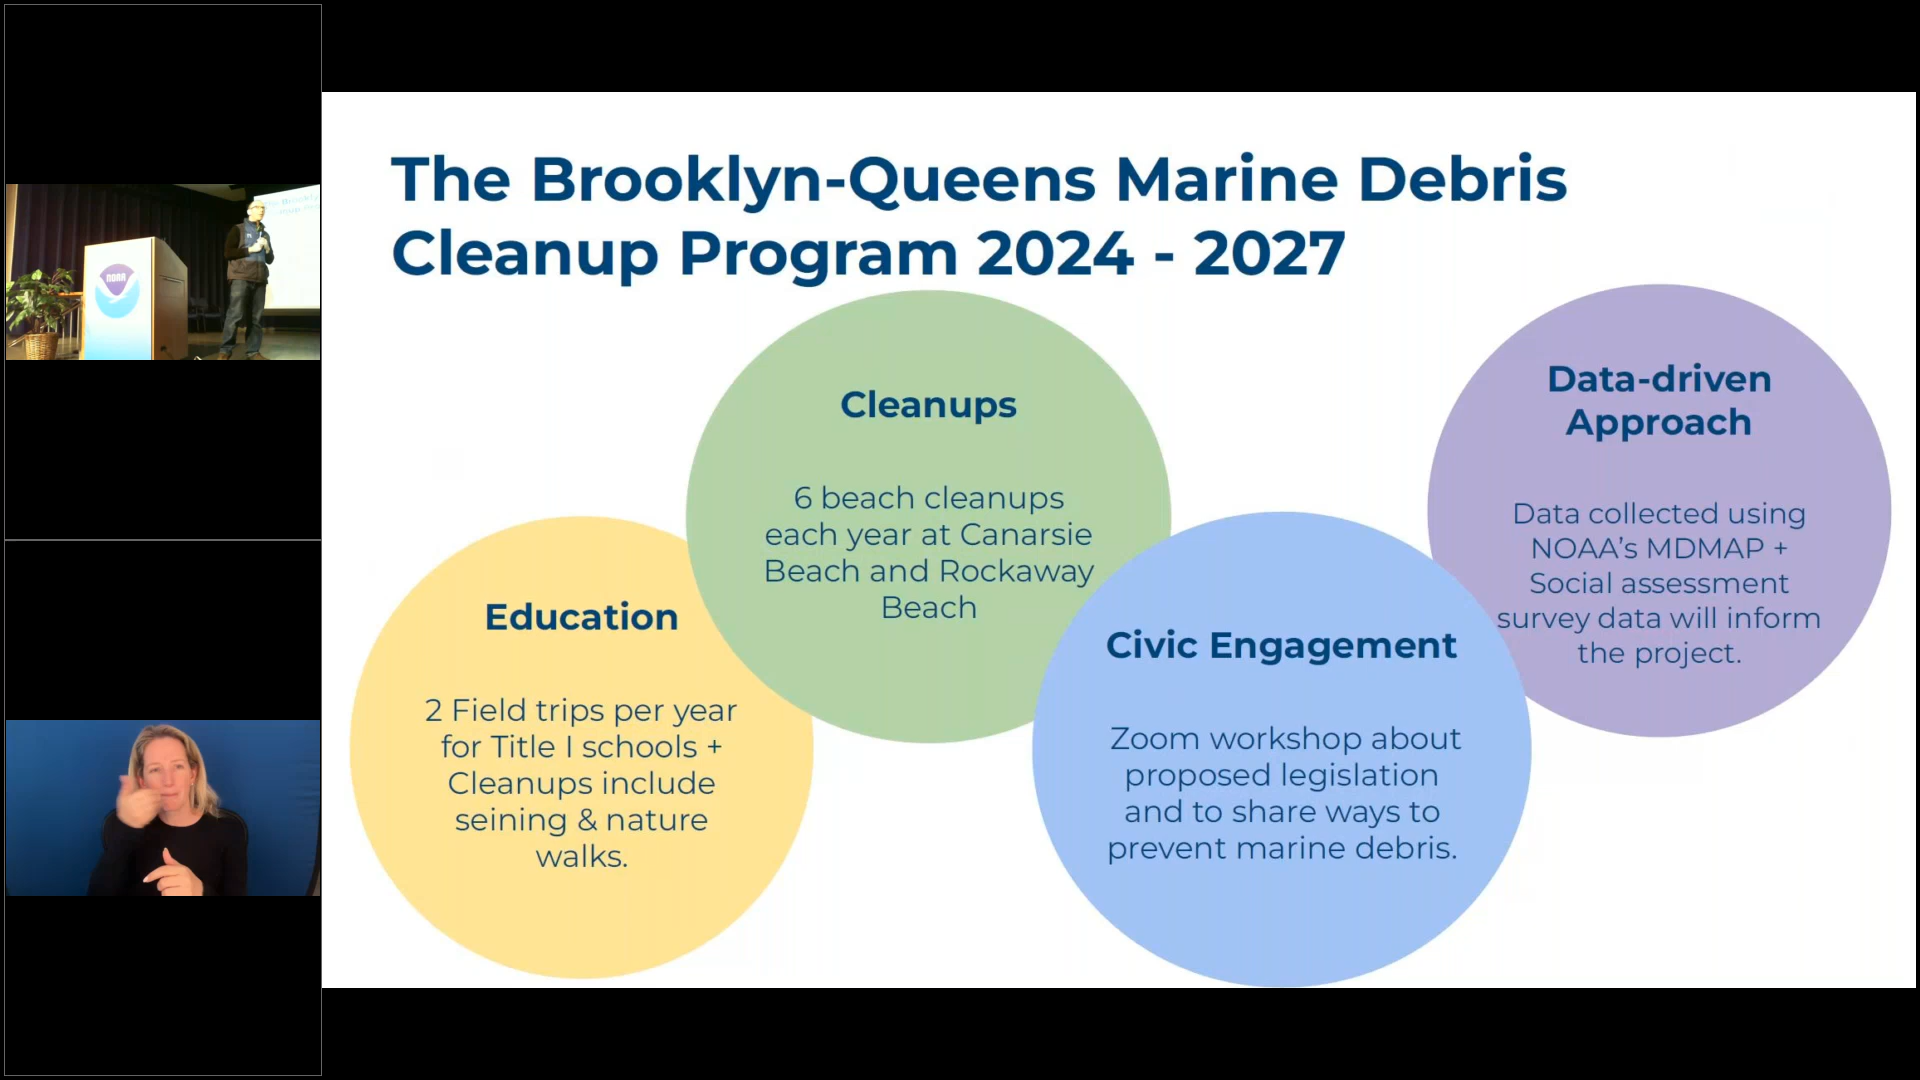 The Brooklyn-Queens Marine Debris
Cleanup Program 2024 - 2027
Education
2 Field trips per year
for Title I schools +
Cleanups include
seining & nature
walks.
Cleanups
6 beach cleanups
each year at Canarsie
Beach and Rockaway
Beach
Civic Engagement
Zoom workshop about
proposed legislation
and to share ways to
prevent marine debris.
Data-driven
Approach
Data collected using
NOAA's MDMAP +
Social assessment
survey data will inform
the project.
NOAA